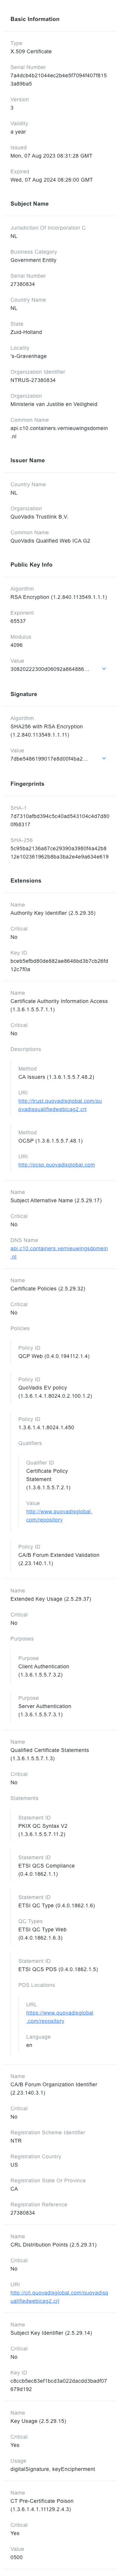 Basic Information
Type
X.509 Certificate
Serial Number
7a4dcb4b21044ec2b4e5f7094f407f815
3a89ba5
Version
3
Validity
a year
Issued
Mon, 07 Aug 2023 08:31:28 GMT
Expired
Wed, 07 Aug 2024 08:26:00 GMT
Subject Name
Jurisdiction Of Incorporation C
NL
Business Category
Government Entity
Serial Number
27380834
Country Name
NL
State
Zuid-Holland
Locality
's-Gravenhage
Organization Identifier
NTRUS-27380834
Organization
Ministerie van Justitie en Veiligheid
Common Name
api.c10.containers.vernieuwingsdomein
.nl
Issuer Name
Country Name
NL
Organization
QuoVadis Trustlink B.V.
Common Name
QuoVadis Qualified Web ICA G2
Public Key Info
Algorithm
RSA Encryption (1.2.840.113549.1.1.1)
Exponent
65537
Modulus
4096
Value
30820222300d06092a864886…
Signature
Algorithm
SHA256 with RSA Encryption
(1.2.840.113549.1.1.11)
Value
7dbe5486199017e8d00f4ba2…
Fingerprints
SHA-1
7d7310afbd394c5c40ad543104c4d7d80
0f68317
SHA-256
5c95ba2136a87ce29390a3980f4a42b8
12e102361962b8ba3ba2e4e9a634e619
Extensions
Name
Authority Key Identifier (2.5.29.35)
Critical
No
Key ID
bceb5efbd80de882ae8646bd3b7cb26fd
12c7f0a
Name
Certificate Authority Information Access
(1.3.6.1.5.5.7.1.1)
Critical
No
Descriptions
Method
CA Issuers (1.3.6.1.5.5.7.48.2)
URI
http://trust.quovadisglobal.com/qu
ovadisqualifiedwebicag2.crt
Method
OCSP (1.3.6.1.5.5.7.48.1)
URI
http://ocsp.quovadisglobal.com
Name
Subject Alternative Name (2.5.29.17)
Critical
No
DNS Name
api.c10.containers.vernieuwingsdomein
.nl
Name
Certificate Policies (2.5.29.32)
Critical
No
Policies
Policy ID
QCP Web (0.4.0.194112.1.4)
Policy ID
QuoVadis EV policy
(1.3.6.1.4.1.8024.0.2.100.1.2)
Policy ID
1.3.6.1.4.1.8024.1.450
Qualifiers
Qualifier ID
Certificate Policy
Statement
(1.3.6.1.5.5.7.2.1)
Value
http://www.quovadisglobal.
com/repository
Policy ID
CA/B Forum Extended Validation
(2.23.140.1.1)
Name
Extended Key Usage (2.5.29.37)
Critical
No
Purposes
Purpose
Client Authentication
(1.3.6.1.5.5.7.3.2)
Purpose
Server Authentication
(1.3.6.1.5.5.7.3.1)
Name
Qualified Certificate Statements
(1.3.6.1.5.5.7.1.3)
Critical
No
Statements
Statement ID
PKIX QC Syntax V2
(1.3.6.1.5.5.7.11.2)
Statement ID
ETSI QCS Compliance
(0.4.0.1862.1.1)
Statement ID
ETSI QC Type (0.4.0.1862.1.6)
QC Types
ETSI QC Type Web
(0.4.0.1862.1.6.3)
Statement ID
ETSI QCS PDS (0.4.0.1862.1.5)
PDS Locations
URL
https://www.quovadisglobal
.com/repository
Language
en
Name
CA/B Forum Organization Identifier
(2.23.140.3.1)
Critical
No
Registration Scheme Identifier
NTR
Registration Country
US
Registration State Or Province
CA
Registration Reference
27380834
Name
CRL Distribution Points (2.5.29.31)
Critical
No
URI
http://crl.quovadisglobal.com/quovadisq
ualifiedwebicag2.crl
Name
Subject Key Identifier (2.5.29.14)
Critical
No
Key ID
c8ccb5ec83ef1bcd3a022dacdd3badf07
679d192
Name
Key Usage (2.5.29.15)
Critical
Yes
Usage
digitalSignature, keyEncipherment
Name
CT Pre-Certificate Poison
(1.3.6.1.4.1.11129.2.4.3)
Critical
Yes
Value
0500